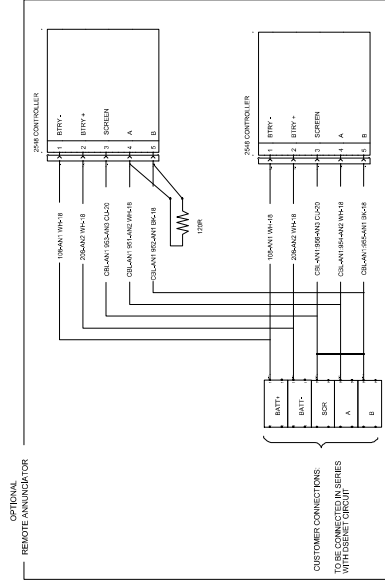 OPTIONAL
REMOTE ANNUNCIATOR
2548 CONTROLLER
BTRY -
BTRY +
SCREEN
A
B
1
2
3
4
5
108-AN1 WH-18
208-AN2 WH-18
CBL-AN1:953-AN3 CU-20
CBL-AN1:951-AN2 WH-18
CBL-AN1:952-AN1 BK-18
120R
2548 CONTROLLER
BTRY -
BTRY +
SCREEN
A
B
1
2
3
4
5
108-AN1 WH-18
208-AN2 WH-18
CBL-AN1:956-AN3 CU-20
CBL-AN1:954-AN2 WH-18
CBL-AN1:955-AN1 BK-18
BATT+
BATT-
SCR
A
B
CUSTOMER CONNECTIONS:
TO BE CONNECTED IN SERIES
WITH DSENET CIRCUIT